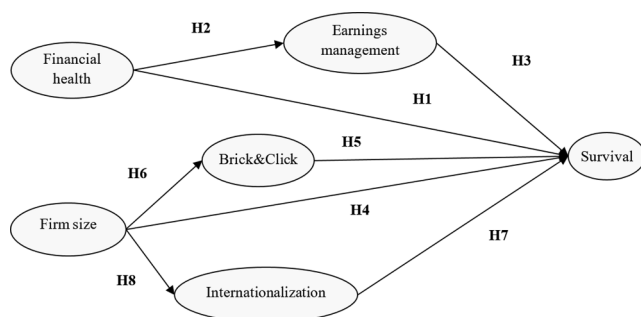 Earnings
management
H2
Financial
health
H3
H1
H5
Brick&Click
Survival
H6
Firm size
H4
H7
H8
Internationalization